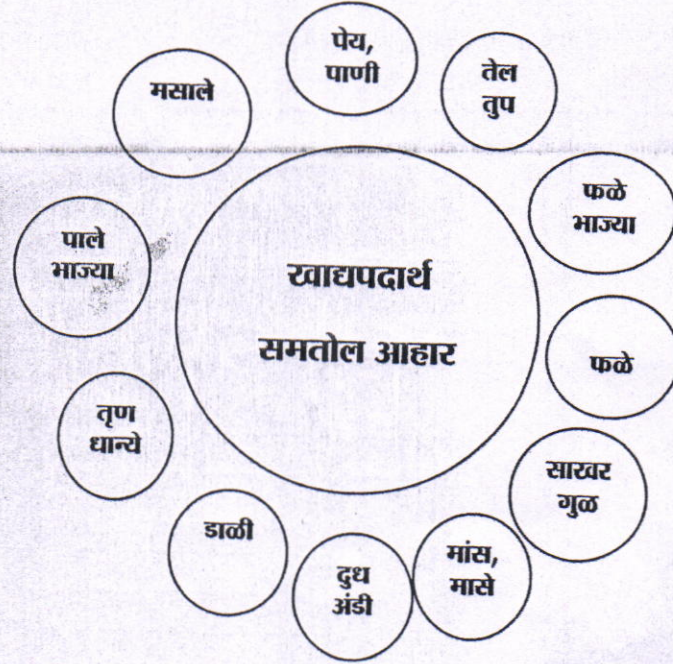 पेय,
पाणी
तेल
तुप
मसाले
फळे
भाज्या
पाले
भाज्या
खाद्यपदार्थ
समतोल आहार
फळे
तृण
धान्ये
साखर
गुळ
डाळी
मांस,
मासे
दुध
अंडी